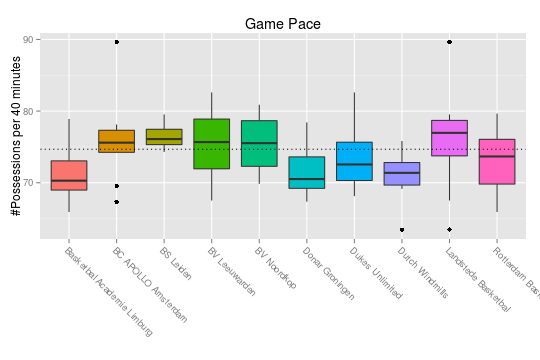 Game Pace
#Possessions per 40 minutes
90
80
70
Basketbal Academie Limburg
BC APOLLO Amsterdam
BS Leiden
BV Leeuwarden
BV Noordkop
Donar Groningen
Dukes Unlimited
Dutch Windmills
Landstede Basketbal
Rotterdam